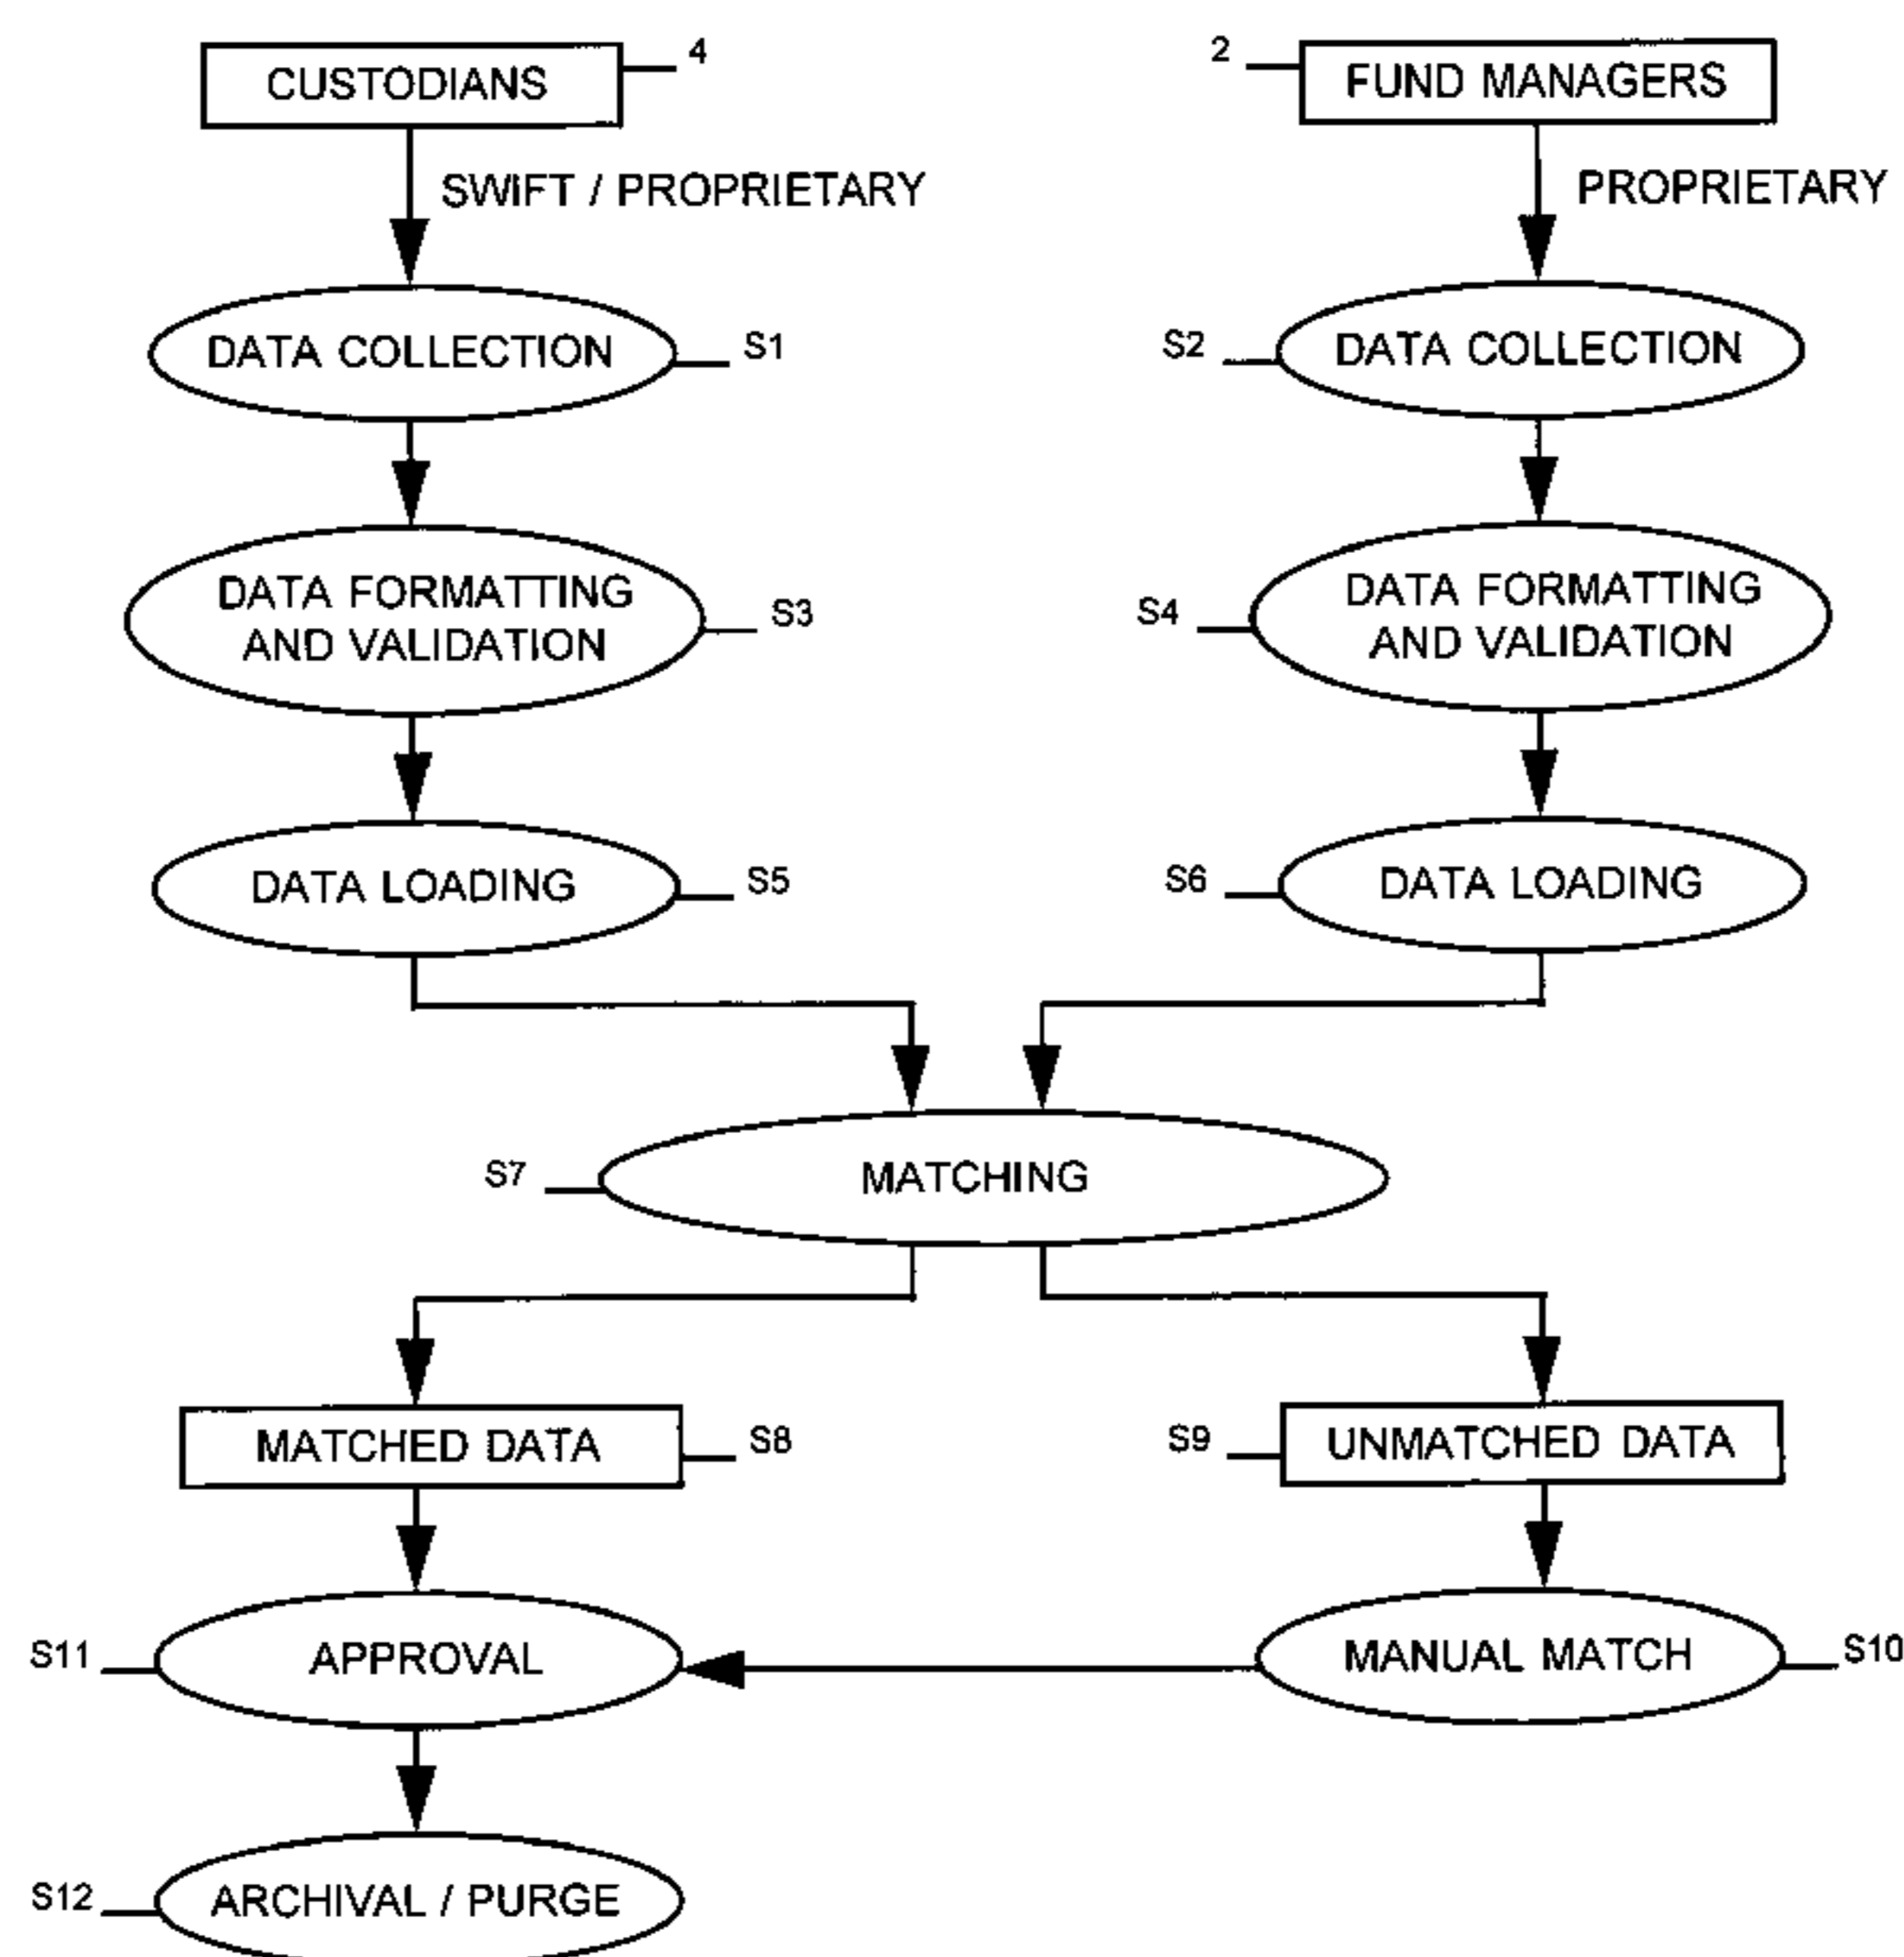 CUSTODIANS
4
2
FUND MANAGERS
SWIFT / PROPRIETARY
PROPRIETARY
DATA COLLECTION
S1
S2
DATA COLLECTION
DATA FORMATTING
AND VALIDATION
S3
S4
DATA FORMATTING
AND VALIDATION
DATA LOADING
S5
S6
DATA LOADING
S7
MATCHING
MATCHED DATA
S8
S9
UNMATCHED DATA
S11
APPROVAL
MANUAL MATCH
S10
S12
ARCHIVAL / PURGE